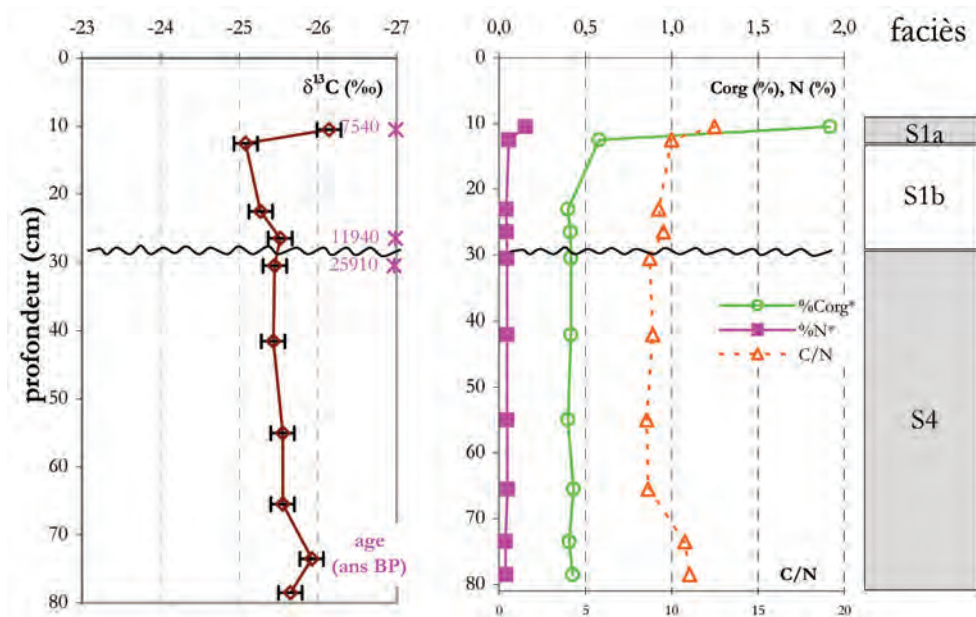 -23 -24 -25 -26 -27
0,0 0,5 1,0 1,5 2,0
faciès
0
10
20
30
40
50
60
70
80
profondeur (cm)
δ¹³C (‰)
7540
11940
25910
age
(ans BP)
0
10
20
30
40
50
60
70
80
Corg (%), N (%)
%Corg*
%N*
C/N
C/N
5 10 15 20
S1a
S1b
S4